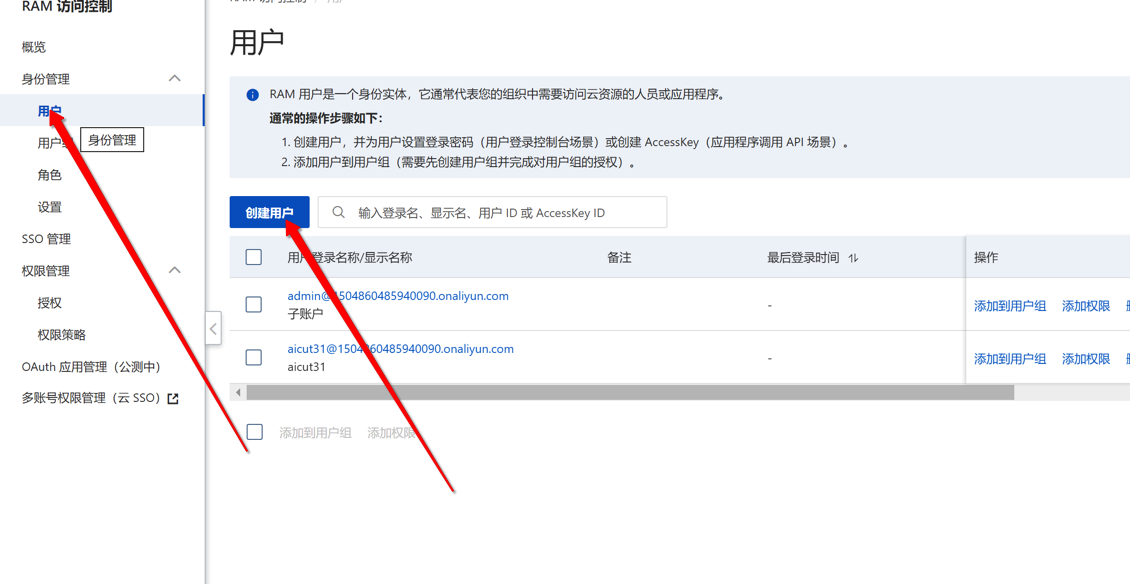 RAM 访问控制
概览
身份管理
用户
身份管理
角色
设置
SSO 管理
权限管理
授权
权限策略
OAuth 应用管理（公测中）
多账号权限管理（云 SSO）
用户
RAM 用户是一个身份实体，它通常代表您的组织中需要访问云资源的人员或应用程序。
通常的操作步骤如下：
1. 创建用户，并为用户设置登录密码（用户登录控制台场景）或创建 AccessKey（应用程序调用 API 场景）。
2. 添加用户到用户组（需要先创建用户组并完成对用户组的授权）。
创建用户
输入登录名、显示名、用户 ID 或 AccessKey ID
用户登录名称/显示名称 备注 最后登录时间 操作
admin@1504860485940090.onaliyun.com
子账户
- 添加到用户组 添加权限
aicut31@1504860485940090.onaliyun.com
aicut31
- 添加到用户组 添加权限
添加到用户组 添加权限